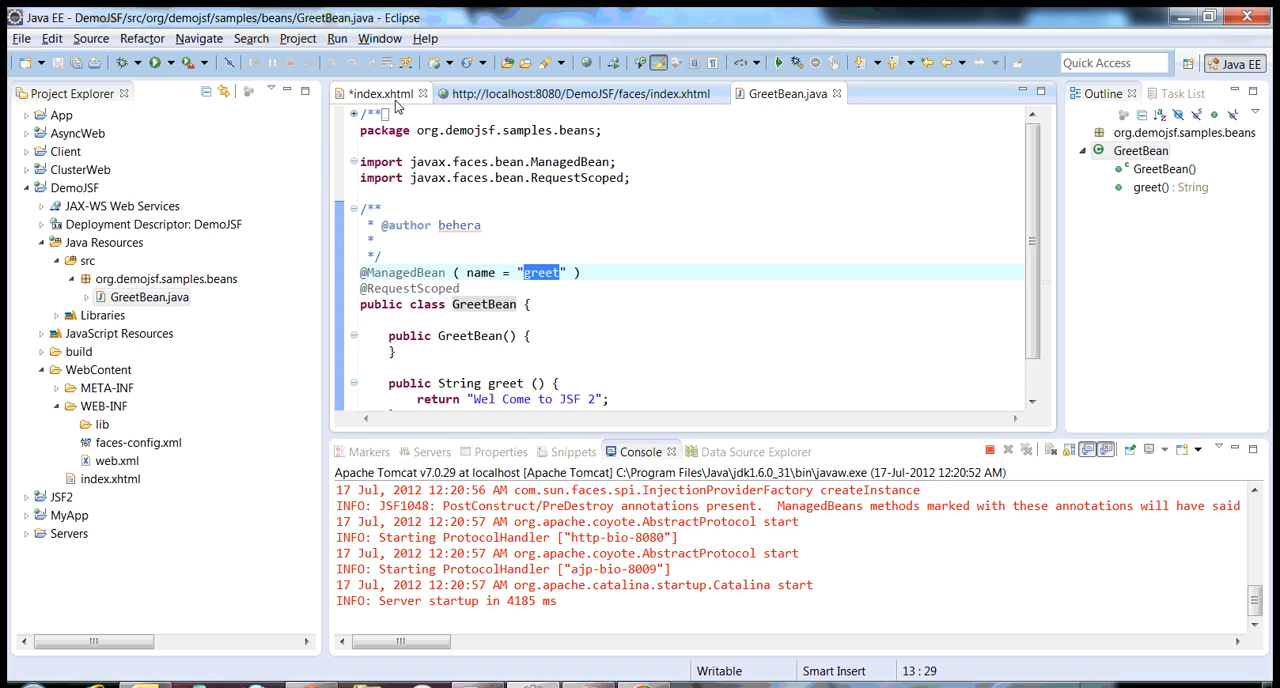 Java EE - DemoJSF/src/org/demojsf/samples/beans/GreetBean.java - Eclipse
File Edit Source Refactor Navigate Search Project Run Window Help
Quick Access
Java EE
Project Explorer
App
AsyncWeb
Client
ClusterWeb
DemoJSF
JAX-WS Web Services
Deployment Descriptor: DemoJSF
Java Resources
src
org.demojsf.samples.beans
GreetBean.java
Libraries
JavaScript Resources
build
WebContent
META-INF
WEB-INF
lib
faces-config.xml
web.xml
index.xhtml
JSF2
MyApp
Servers
*index.xhtml http://localhost:8080/DemoJSF/faces/index.xhtml GreetBean.java
/**
package org.demojsf.samples.beans;
import javax.faces.bean.ManagedBean;
import javax.faces.bean.RequestScoped;
/**
* @author behera
*
*/
@ManagedBean ( name = "greet" )
@RequestScoped
public class GreetBean {
public GreetBean() {
}
public String greet () {
return "Wel Come to JSF 2";
Outline Task List
org.demojsf.samples.beans
GreetBean
GreetBean()
greet() : String
Markers Servers Properties Snippets Console Data Source Explorer
Apache Tomcat v7.0.29 at localhost [Apache Tomcat] C:\Program Files\Java\jdk1.6.0_31\bin\javaw.exe (17-Jul-2012 12:20:52 AM)
17 Jul, 2012 12:20:56 AM com.sun.faces.spi.InjectionProviderFactory createInstance
INFO: JSF1048: PostConstruct/PreDestroy annotations present.  ManagedBeans methods marked with these annotations will have said
17 Jul, 2012 12:20:57 AM org.apache.coyote.AbstractProtocol start
INFO: Starting ProtocolHandler ["http-bio-8080"]
17 Jul, 2012 12:20:57 AM org.apache.coyote.AbstractProtocol start
INFO: Starting ProtocolHandler ["ajp-bio-8009"]
17 Jul, 2012 12:20:57 AM org.apache.catalina.startup.Catalina start
INFO: Server startup in 4185 ms
Writable Smart Insert 13 : 29